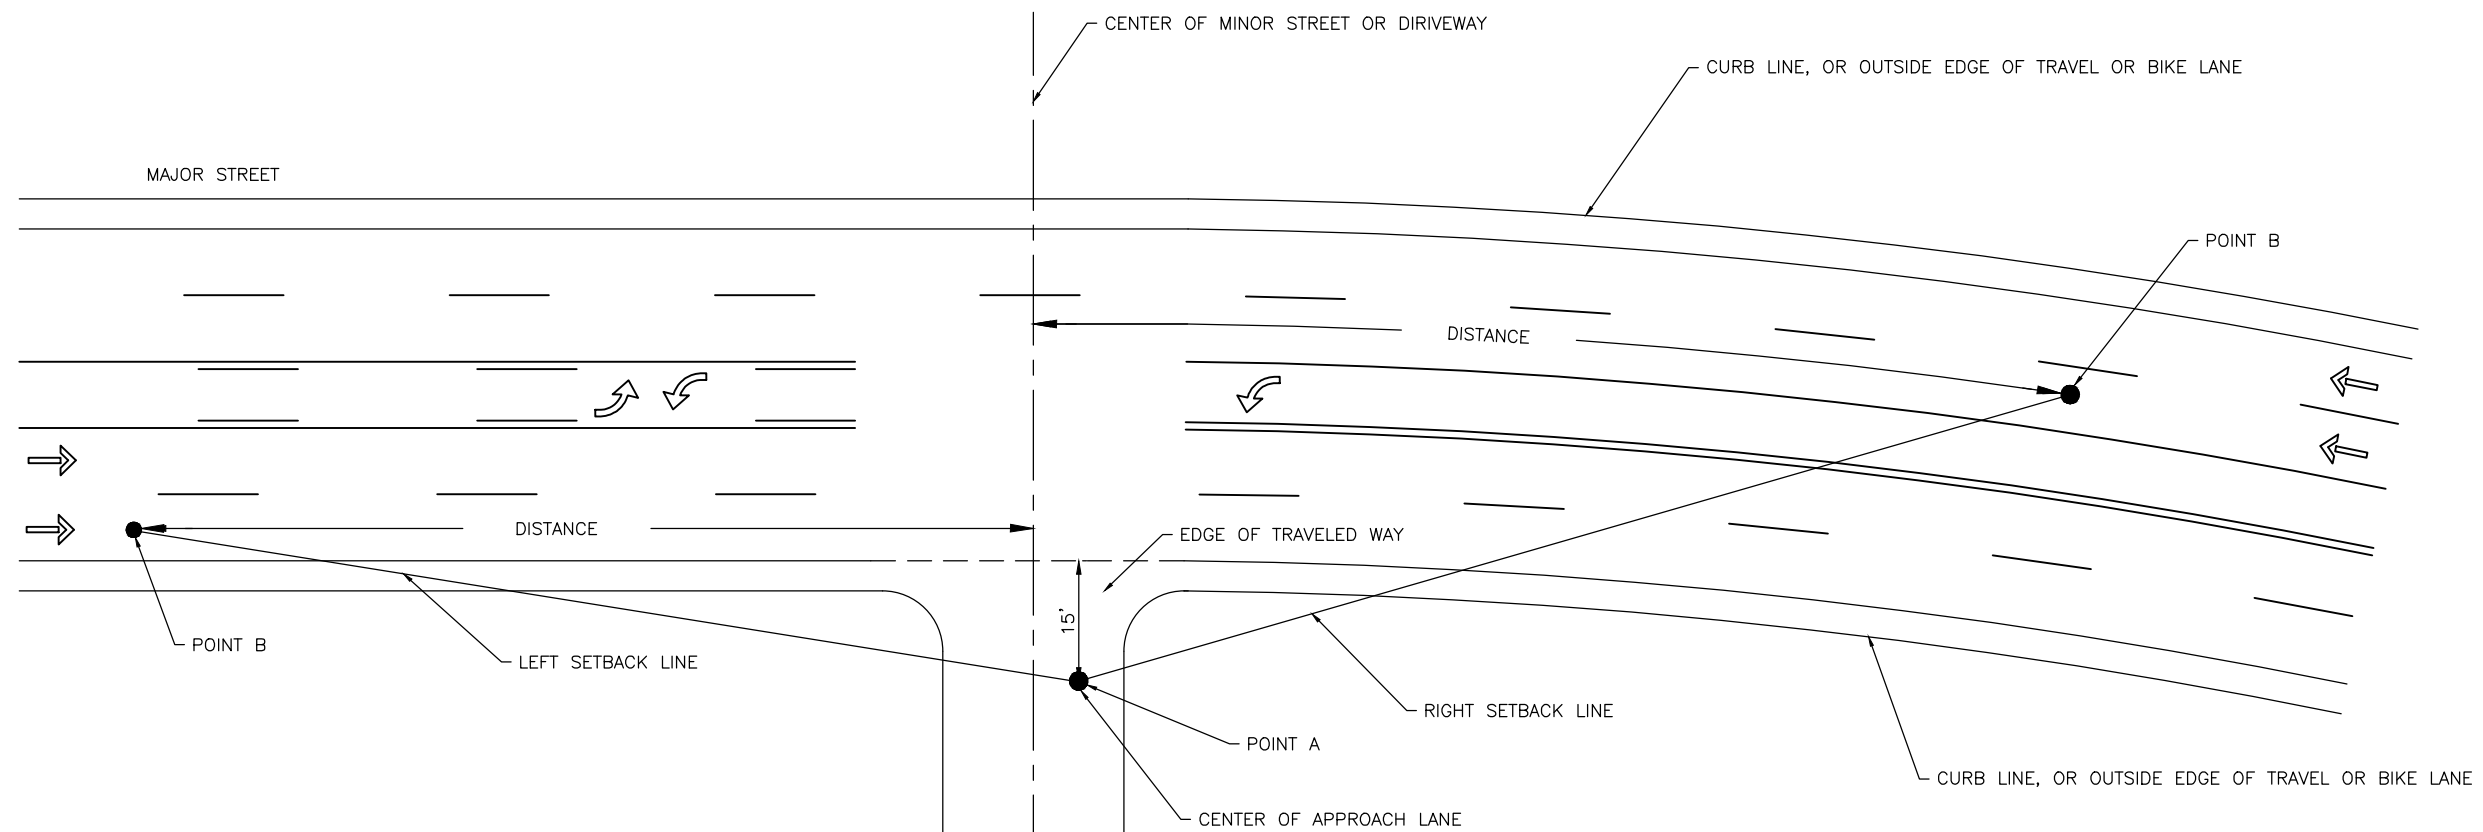 CENTER OF MINOR STREET OR DIRIVEWAY
CURB LINE, OR OUTSIDE EDGE OF TRAVEL OR BIKE LANE
MAJOR STREET
POINT B
DISTANCE
DISTANCE
EDGE OF TRAVELED WAY
15'
POINT B
LEFT SETBACK LINE
RIGHT SETBACK LINE
POINT A
CURB LINE, OR OUTSIDE EDGE OF TRAVEL OR BIKE LANE
CENTER OF APPROACH LANE